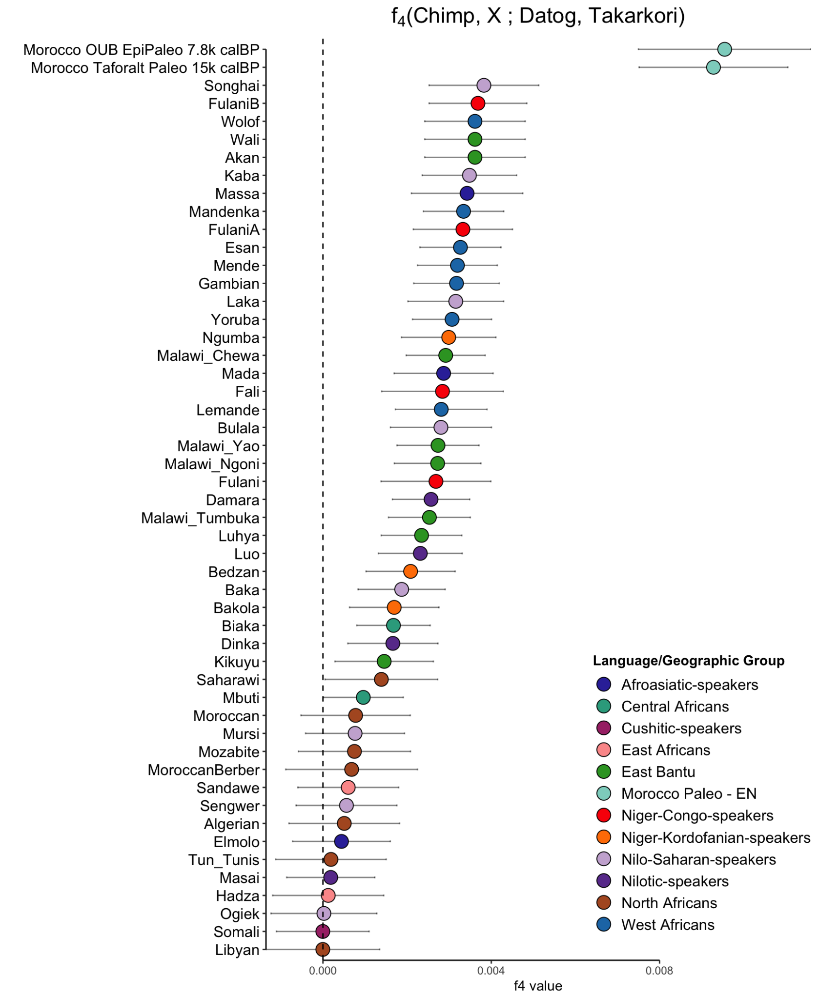 f4(Chimp, X ; Datog, Takarkori)
Morocco OUB EpiPaleo 7.8k calBP
Morocco Taforalt Paleo 15k calBP
Songhai
FulaniB
Wolof
Wali
Akan
Kaba
Massa
Mandenka
FulaniA
Esan
Mende
Gambian
Laka
Yoruba
Ngumba
Malawi_Chewa
Mada
Fali
Lemande
Bulala
Malawi_Yao
Malawi_Ngoni
Fulani
Damara
Malawi_Tumbuka
Luhya
Luo
Bedzan
Baka
Bakola
Biaka
Dinka
Kikuyu
Saharawi
Mbuti
Moroccan
Mursi
Mozabite
MoroccanBerber
Sandawe
Sengwer
Algerian
Elmolo
Tun_Tunis
Masai
Hadza
Ogiek
Somali
Libyan
0.000 0.004 0.008
f4 value
Language/Geographic Group
Afroasiatic-speakers
Central Africans
Cushitic-speakers
East Africans
East Bantu
Morocco Paleo - EN
Niger-Congo-speakers
Niger-Kordofanian-speakers
Nilo-Saharan-speakers
Nilotic-speakers
North Africans
West Africans